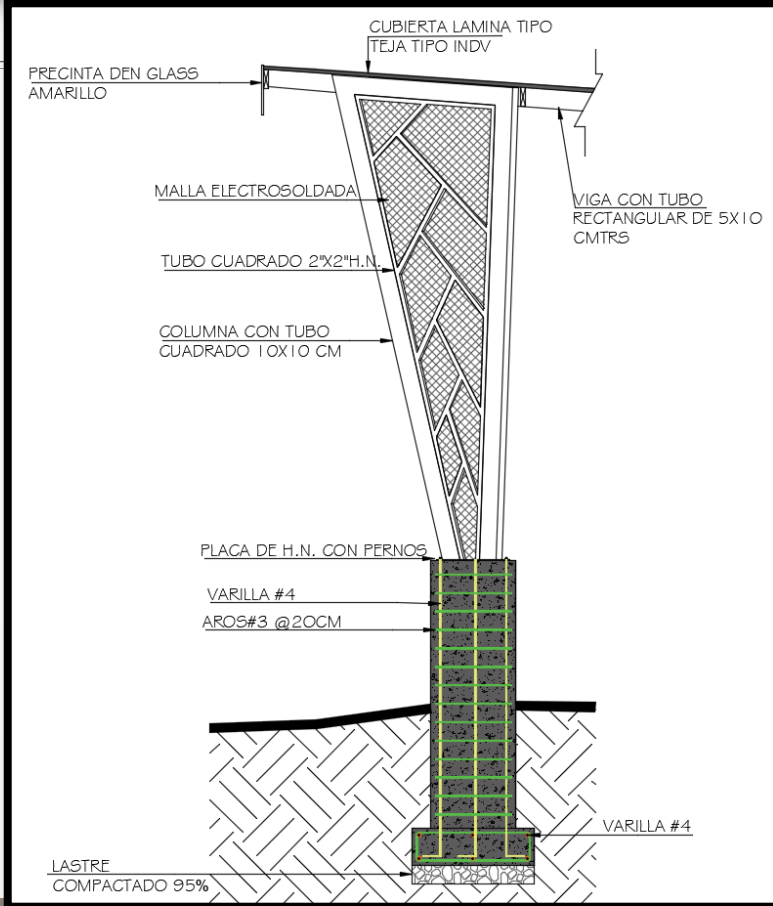 CUBIERTA LAMINA TIPO
TEJA TIPO INDV
PRECINTA DEN GLASS
AMARILLO
MALLA ELECTROSOLDADA
VIGA CON TUBO
RECTANGULAR DE 5X10
CMTRS
TUBO CUADRADO 2"X2"H.N.
COLUMNA CON TUBO
CUADRADO 10X10 CM
PLACA DE H.N. CON PERNOS
VARILLA #4
AROS#3 @20CM
VARILLA #4
LASTRE
COMPACTADO 95%